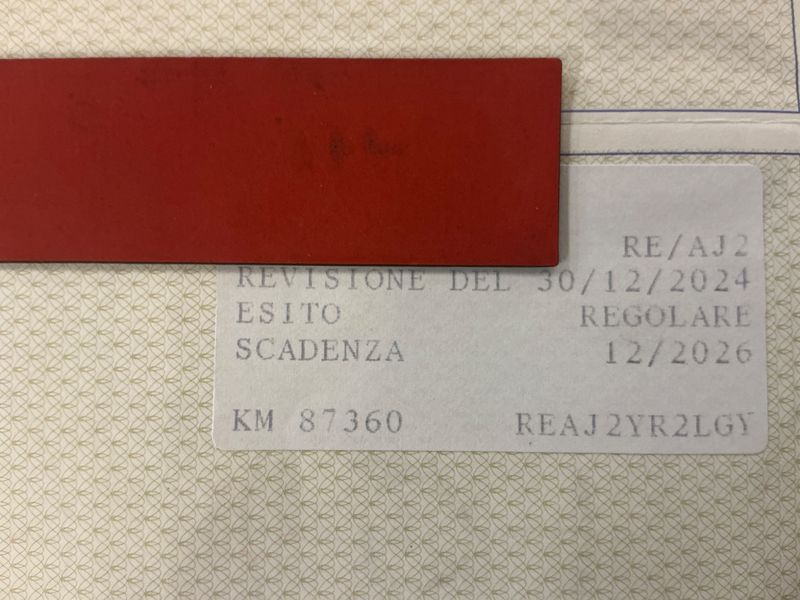 RE/AJ2
REVISIONE DEL 30/12/2024
ESITO REGOLARE
SCADENZA 12/2026
KM 87360 REAJ2YR2LGY